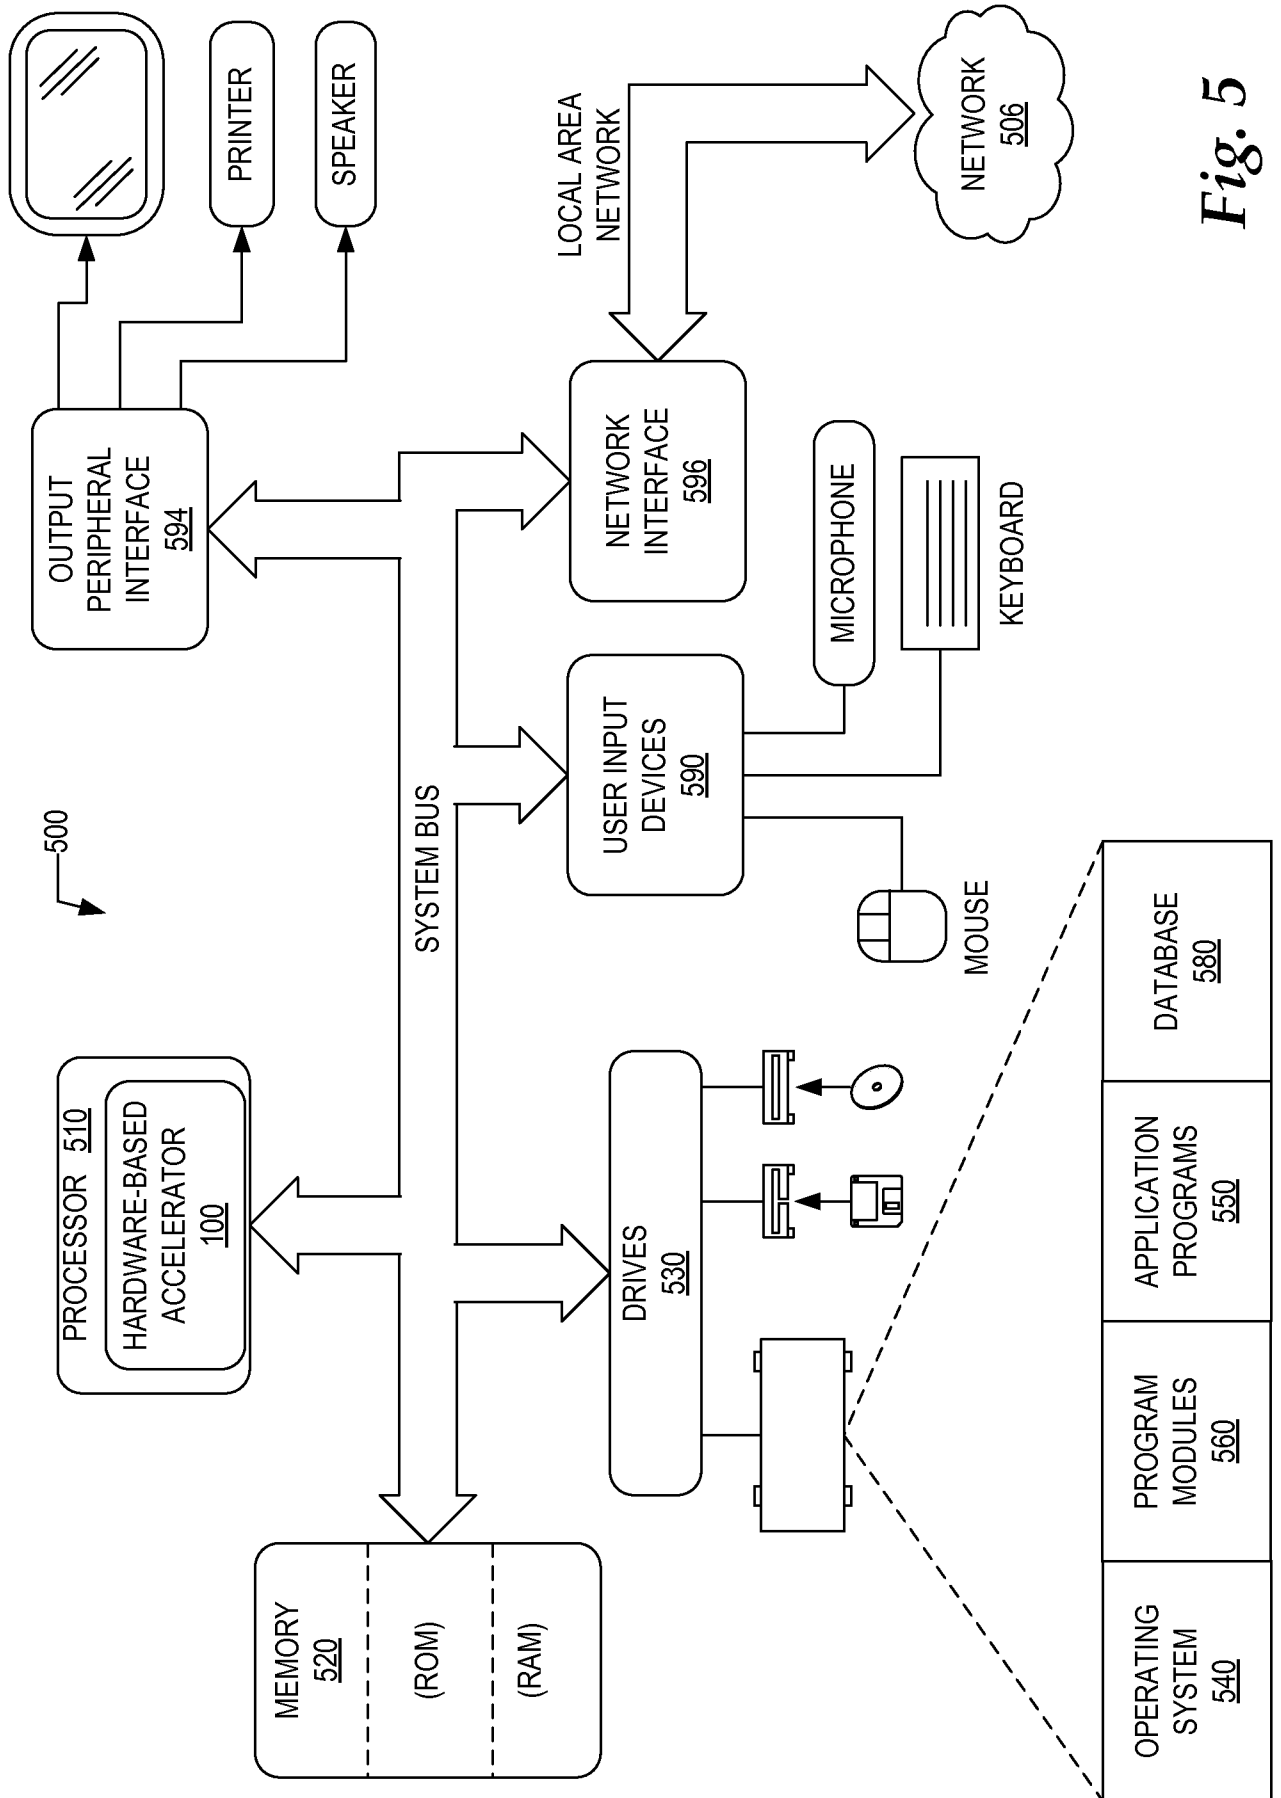 500
PROCESSOR 510
HARDWARE-BASED
ACCELERATOR
100
OUTPUT
PERIPHERAL
INTERFACE
594
PRINTER
SPEAKER
MEMORY
520
(ROM)
(RAM)
SYSTEM BUS
LOCAL AREA
NETWORK
DRIVES
530
USER INPUT
DEVICES
590
NETWORK
INTERFACE
596
MICROPHONE
MOUSE
KEYBOARD
NETWORK
506
OPERATING
SYSTEM
540
PROGRAM
MODULES
560
APPLICATION
PROGRAMS
550
DATABASE
580
Fig. 5